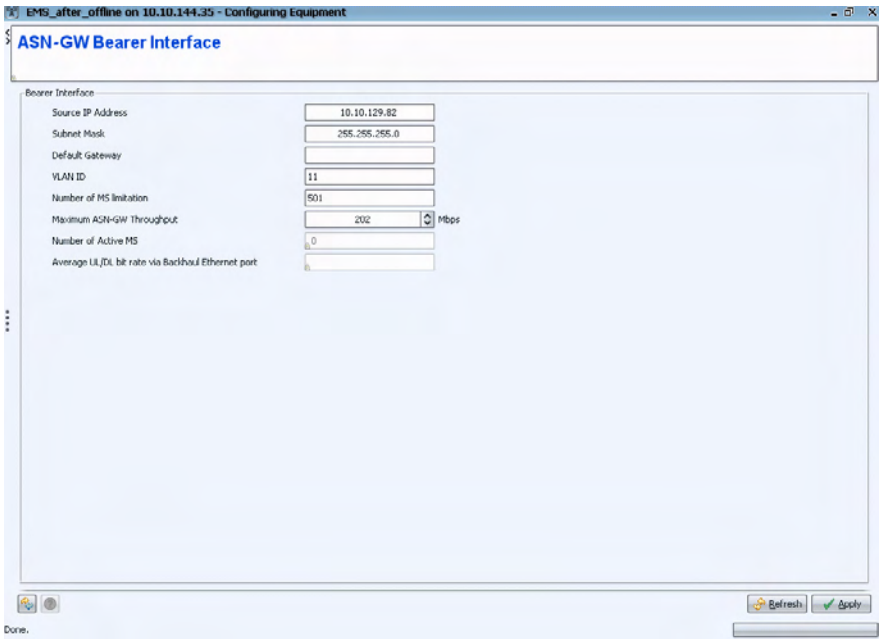 EMS_after_offline on 10.10.144.35 - Configuring Equipment
ASN-GW Bearer Interface
Bearer Interface
Source IP Address 10.10.129.82
Subnet Mask 255.255.255.0
Default Gateway
VLAN ID 11
Number of MS limitation 501
Maximum ASN-GW Throughput 202 Mbps
Number of Active MS 0
Average UL/DL bit rate via Backhaul Ethernet port
Refresh Apply
Done.